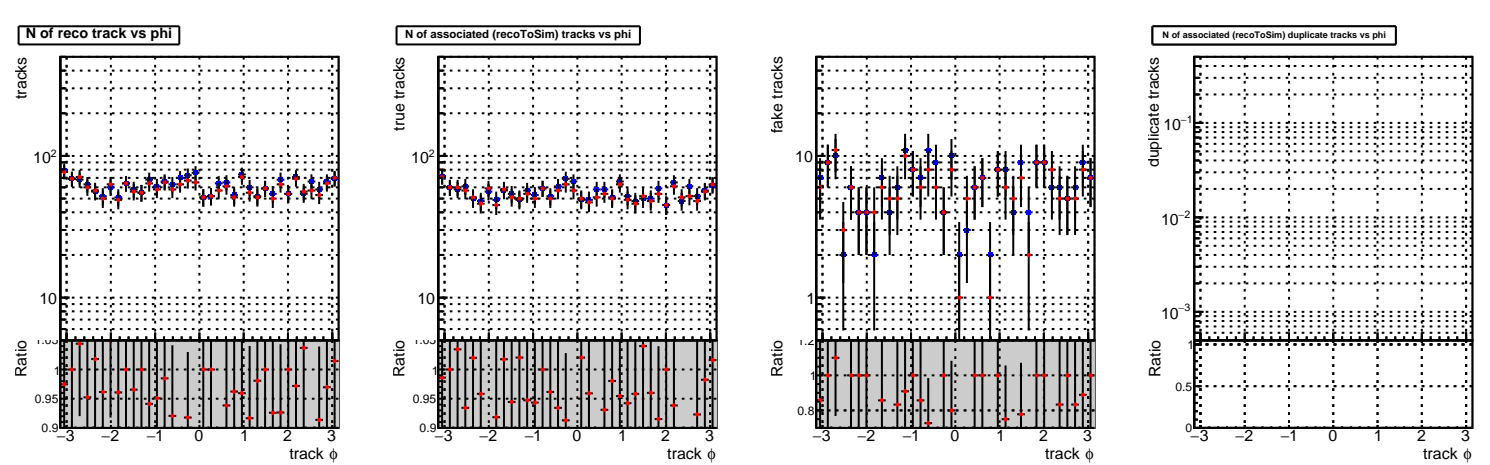 N of reco track vs phi
tracks
10²
10
Ratio
1.05
1
0.95
0.9
−3 −2 −1 0 1 2 3
track ϕ
N of associated (recoToSim) tracks vs phi
true tracks
10²
10
Ratio
1.05
1
0.95
0.9
−3 −2 −1 0 1 2 3
track ϕ
fake tracks
10
1
Ratio
1.2
1
0.8
−3 −2 −1 0 1 2 3
track ϕ
N of associated (recoToSim) duplicate tracks vs phi
duplicate tracks
10⁻¹
10⁻²
10⁻³
Ratio
1
0.5
0
−3 −2 −1 0 1 2 3
track ϕ